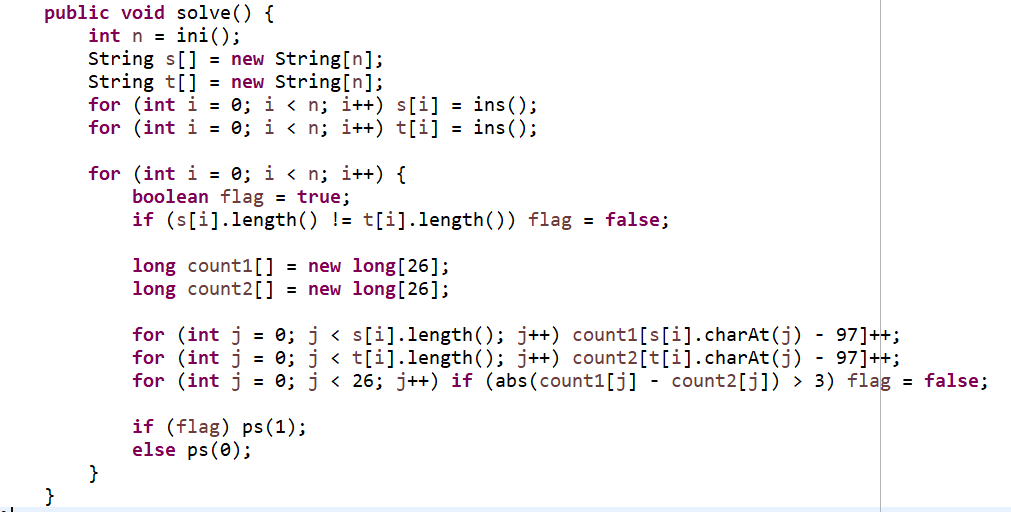 public void solve() {
    int n = ini();
    String s[] = new String[n];
    String t[] = new String[n];
    for (int i = 0; i < n; i++) s[i] = ins();
    for (int i = 0; i < n; i++) t[i] = ins();

    for (int i = 0; i < n; i++) {
        boolean flag = true;
        if (s[i].length() != t[i].length()) flag = false;

        long count1[] = new long[26];
        long count2[] = new long[26];

        for (int j = 0; j < s[i].length(); j++) count1[s[i].charAt(j) - 97]++;
        for (int j = 0; j < t[i].length(); j++) count2[t[i].charAt(j) - 97]++;
        for (int j = 0; j < 26; j++) if (abs(count1[j] - count2[j]) > 3) flag = false;

        if (flag) ps(1);
        else ps(0);
    }
}